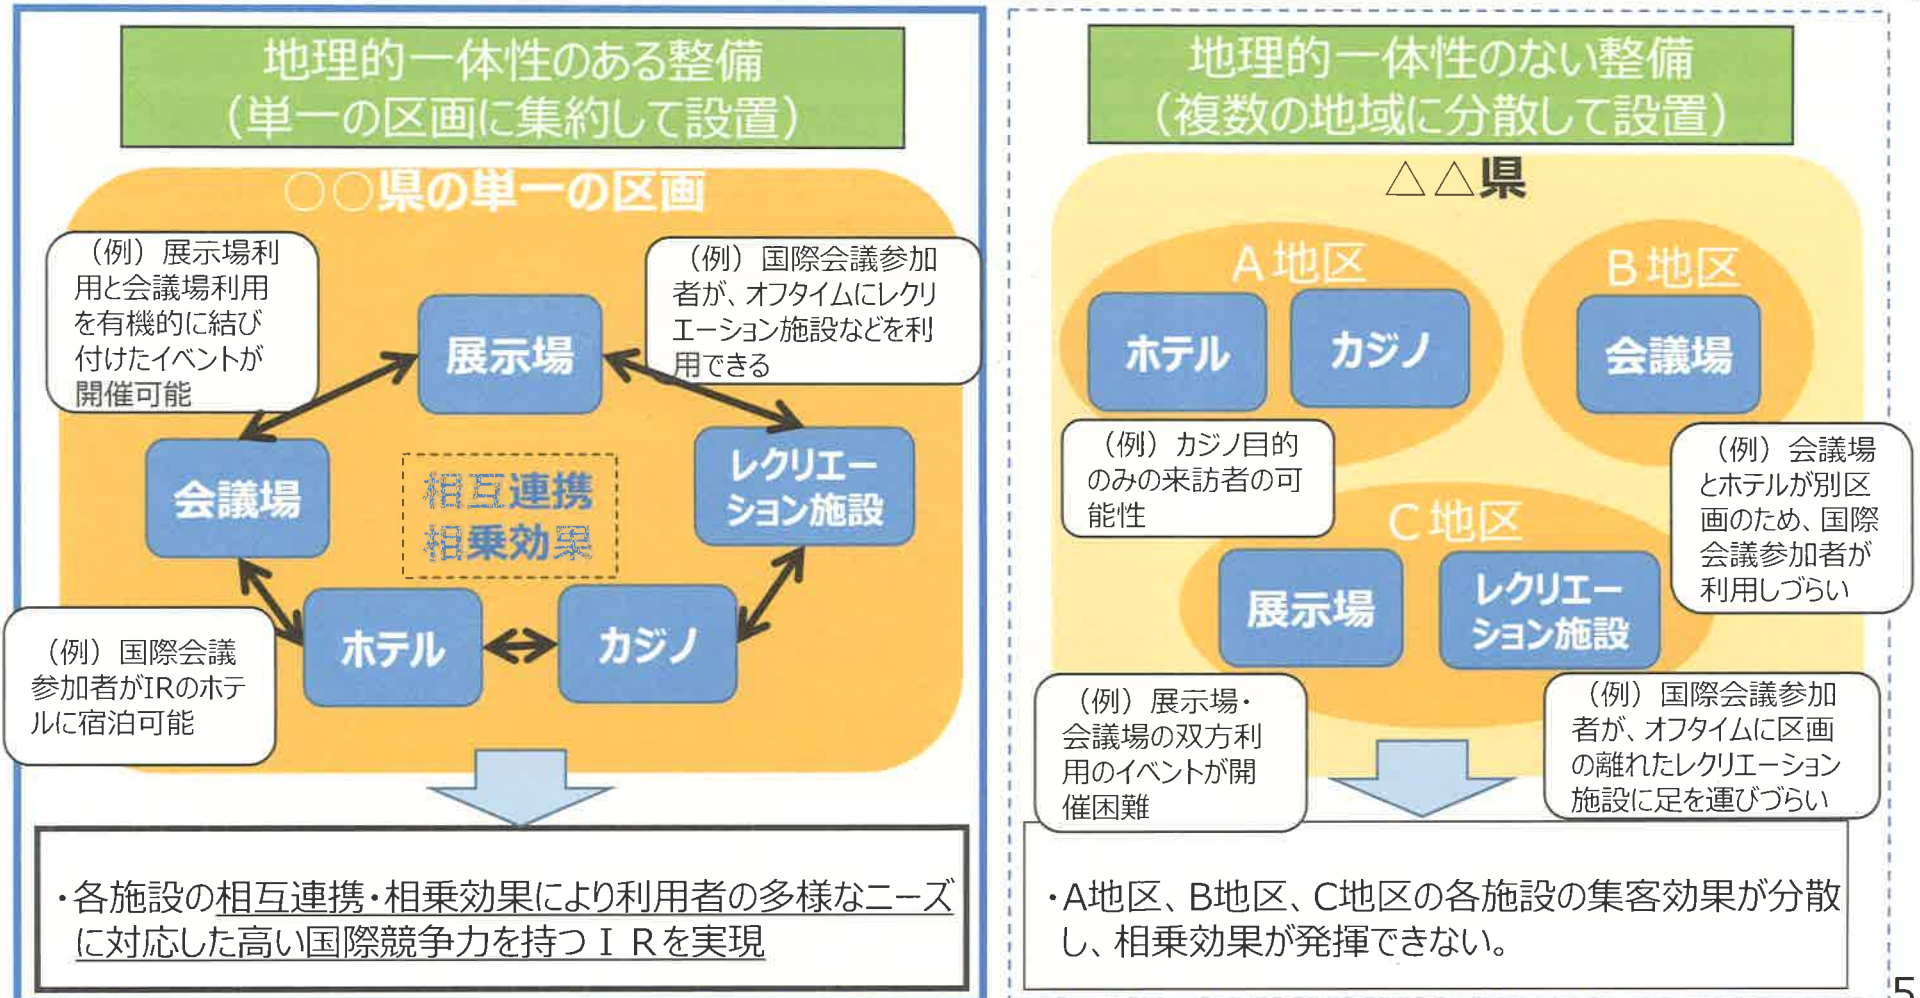 地理的一体性のある整備
（単一の区画に集約して設置）
○○県の単一の区画
（例）展示場利
用と会議場利用
を有機的に結び
付けたイベントが
開催可能
（例）国際会議参加
者が、オフタイムにレクリ
エーション施設などを利
用できる
展示場
会議場
レクリエー
ション施設
相互連携
相乗効果
ホテル
カジノ
（例）国際会議
参加者がIRのホテ
ルに宿泊可能
・各施設の相互連携・相乗効果により利用者の多様なニーズ
に対応した高い国際競争力を持つＩＲを実現
地理的一体性のない整備
（複数の地域に分散して設置）
△△県
A地区
ホテル
カジノ
B地区
会議場
（例）カジノ目的
のみの来訪者の可
能性
（例）会議場
とホテルが別区
画のため、国際
会議参加者が
利用しづらい
C地区
展示場
レクリエー
ション施設
（例）展示場・
会議場の双方利
用のイベントが開
催困難
（例）国際会議参加
者が、オフタイムに区画
の離れたレクリエーション
施設に足を運びづらい
・A地区、B地区、C地区の各施設の集客効果が分散
し、相乗効果が発揮できない。
5